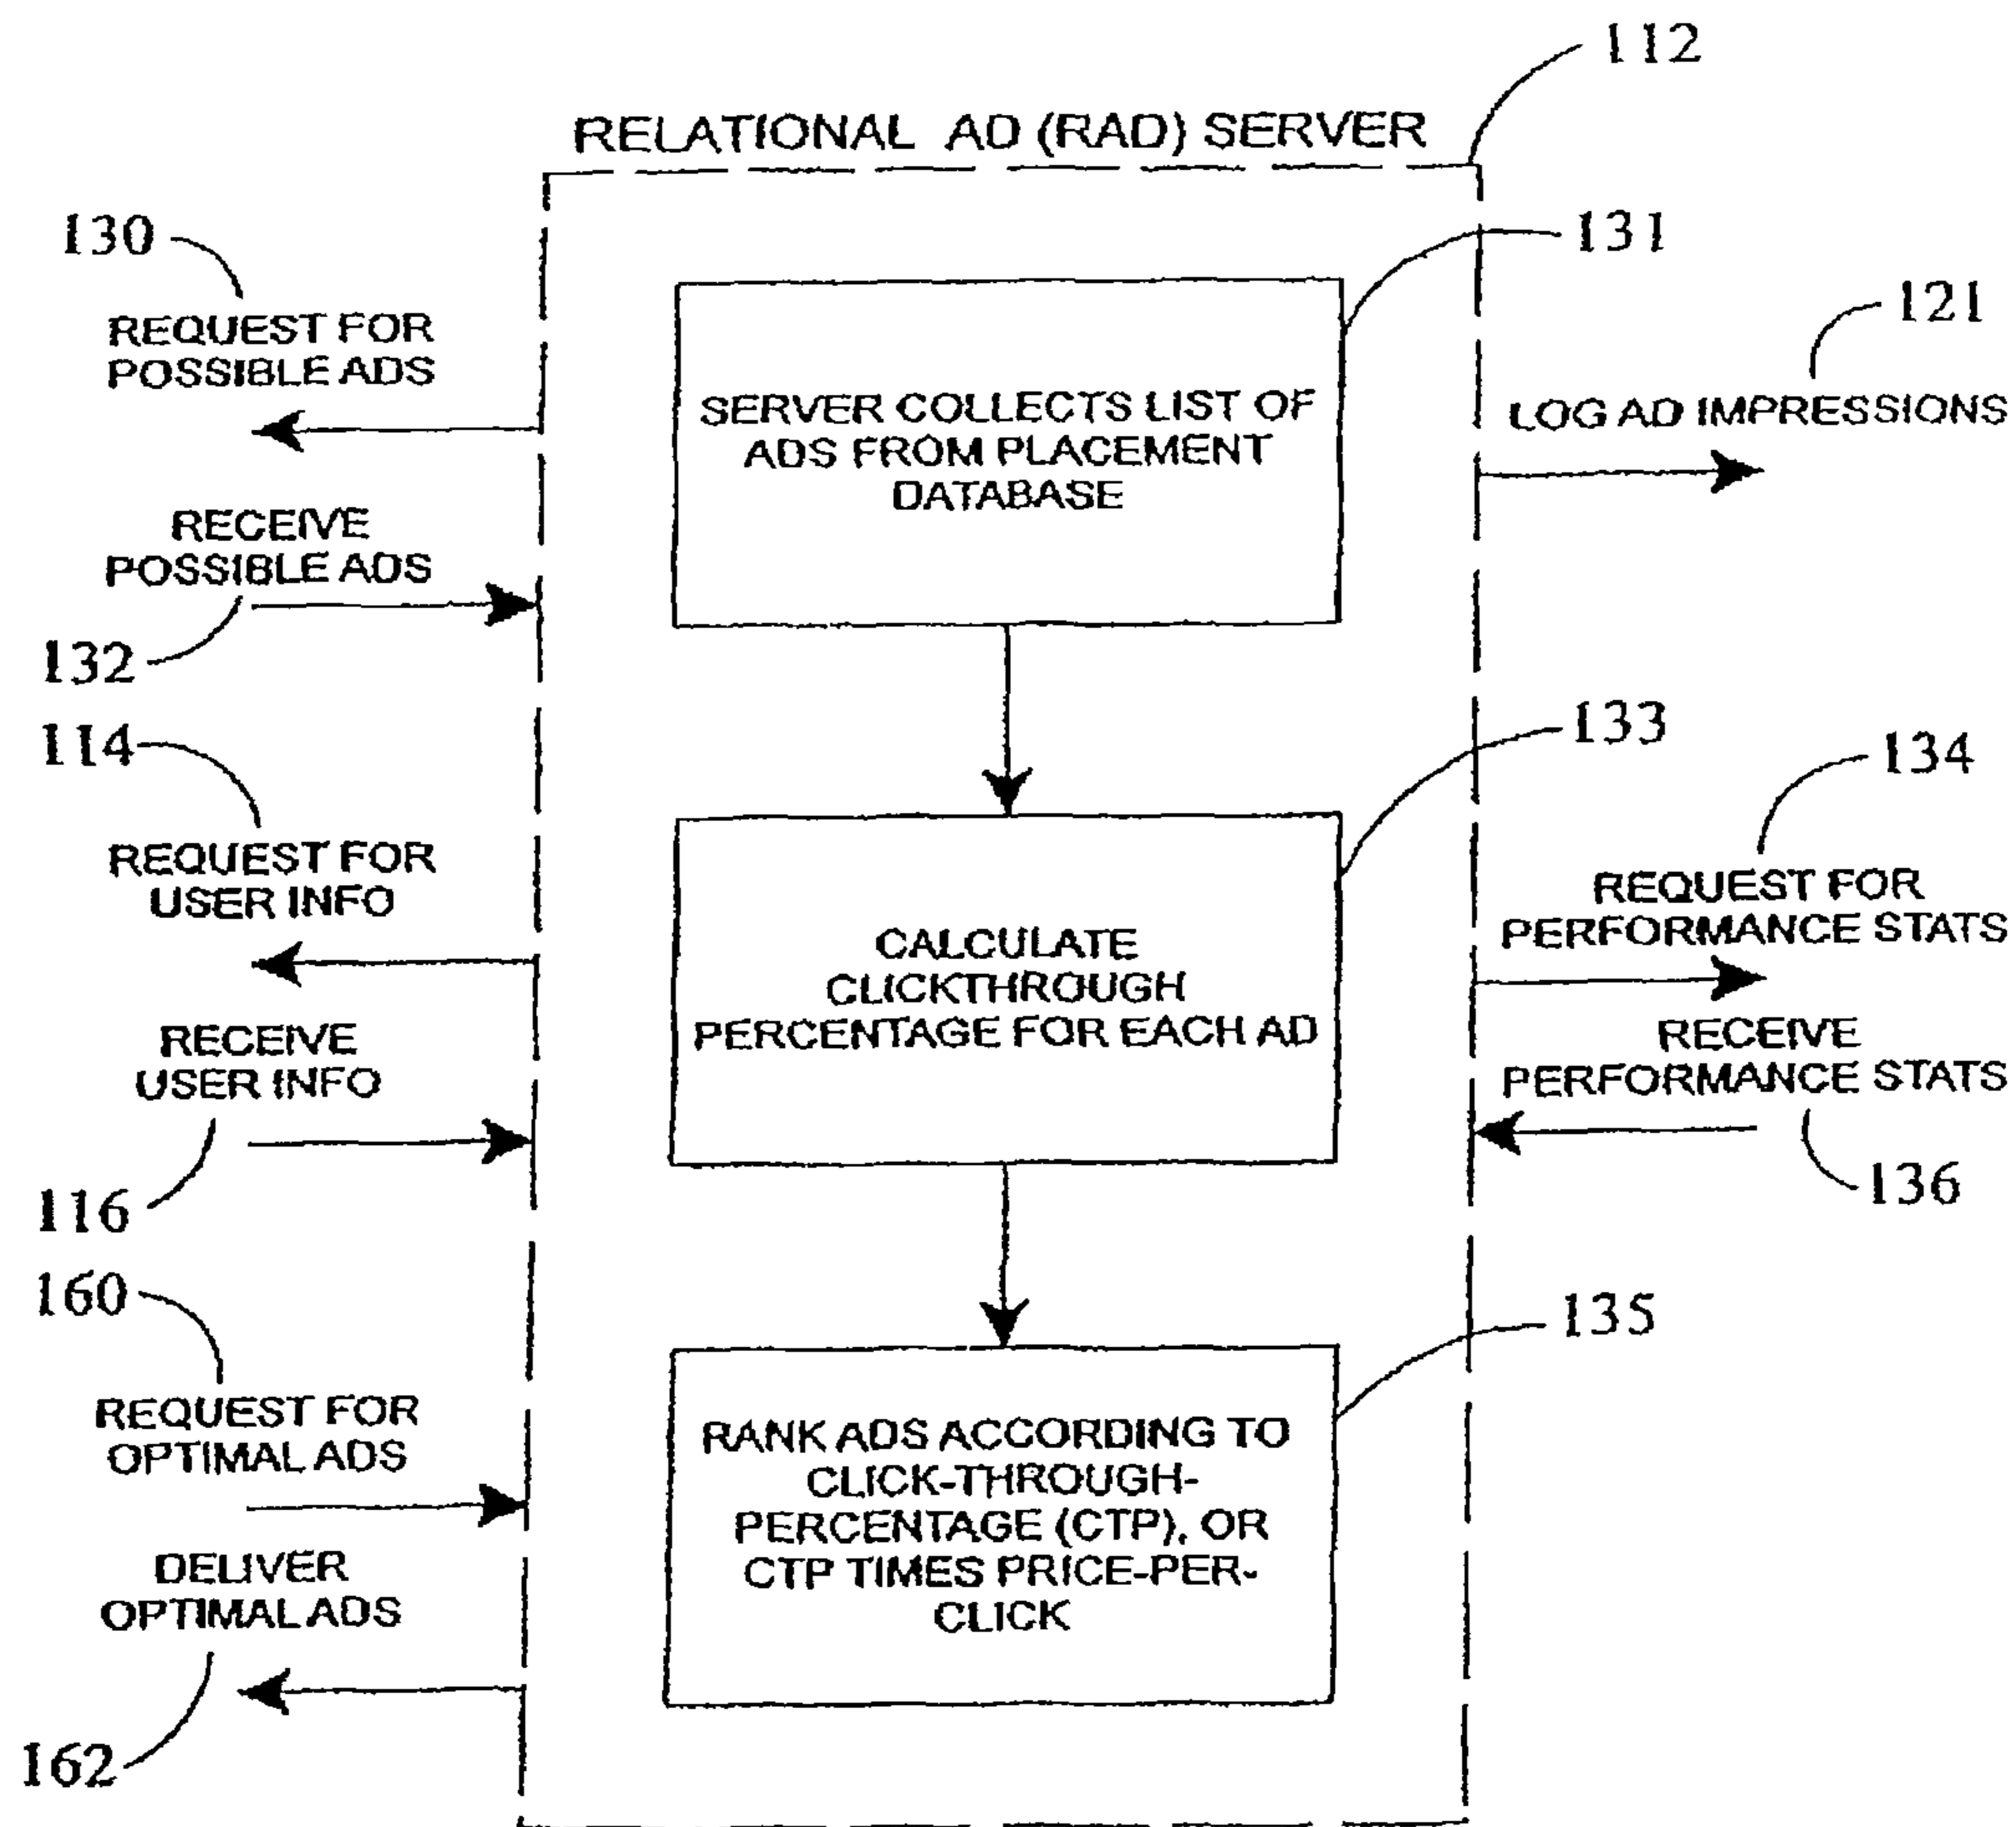 112
RELATIONAL AD (RAD) SERVER
130
REQUEST FOR
POSSIBLE ADS
RECEIVE
POSSIBLE ADS
132
114
REQUEST FOR
USER INFO
RECEIVE
USER INFO
116
160
REQUEST FOR
OPTIMAL ADS
DELIVER
OPTIMAL ADS
162
131
SERVER COLLECTS LIST OF
ADS FROM PLACEMENT
DATABASE
133
CALCULATE
CLICKTHROUGH
PERCENTAGE FOR EACH AD
135
RANK ADS ACCORDING TO
CLICK-THROUGH-
PERCENTAGE (CTP), OR
CTP TIMES PRICE-PER-
CLICK
121
LOG AD IMPRESSIONS
134
REQUEST FOR
PERFORMANCE STATS
RECEIVE
PERFORMANCE STATS
136